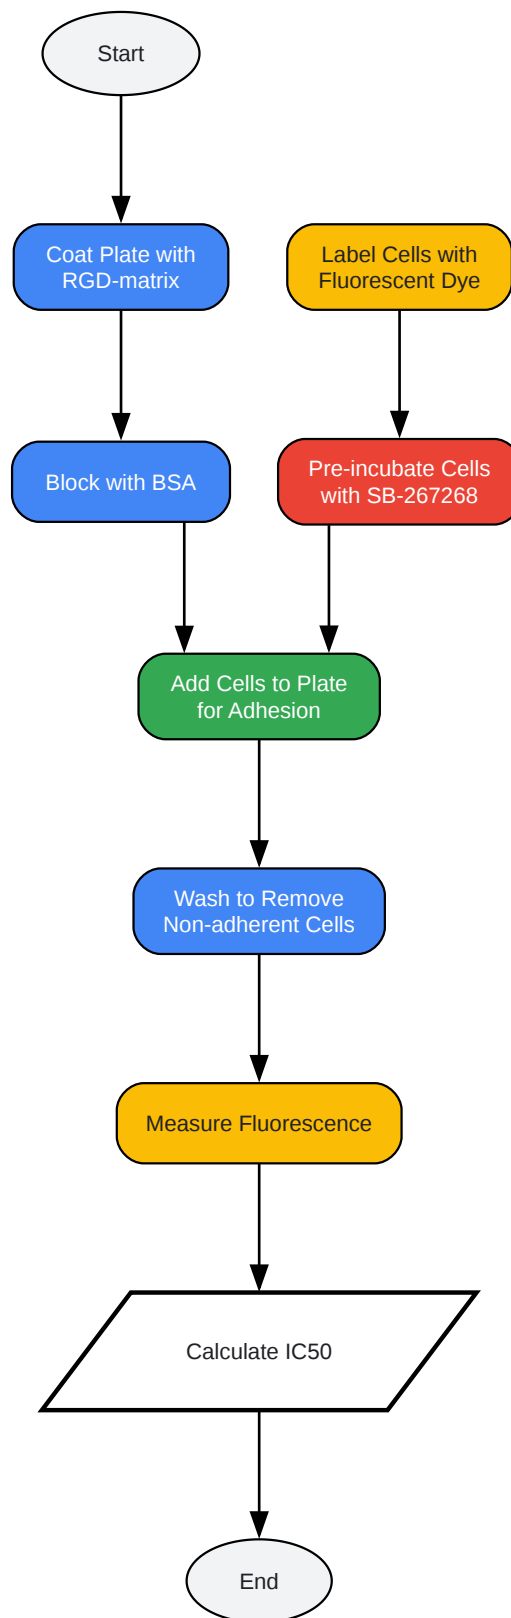 Start
Coat Plate with
RGD-matrix
Label Cells with
Fluorescent Dye
Block with BSA
Pre-incubate Cells
with SB-267268
Add Cells to Plate
for Adhesion
Wash to Remove
Non-adherent Cells
Measure Fluorescence
Calculate IC50
End